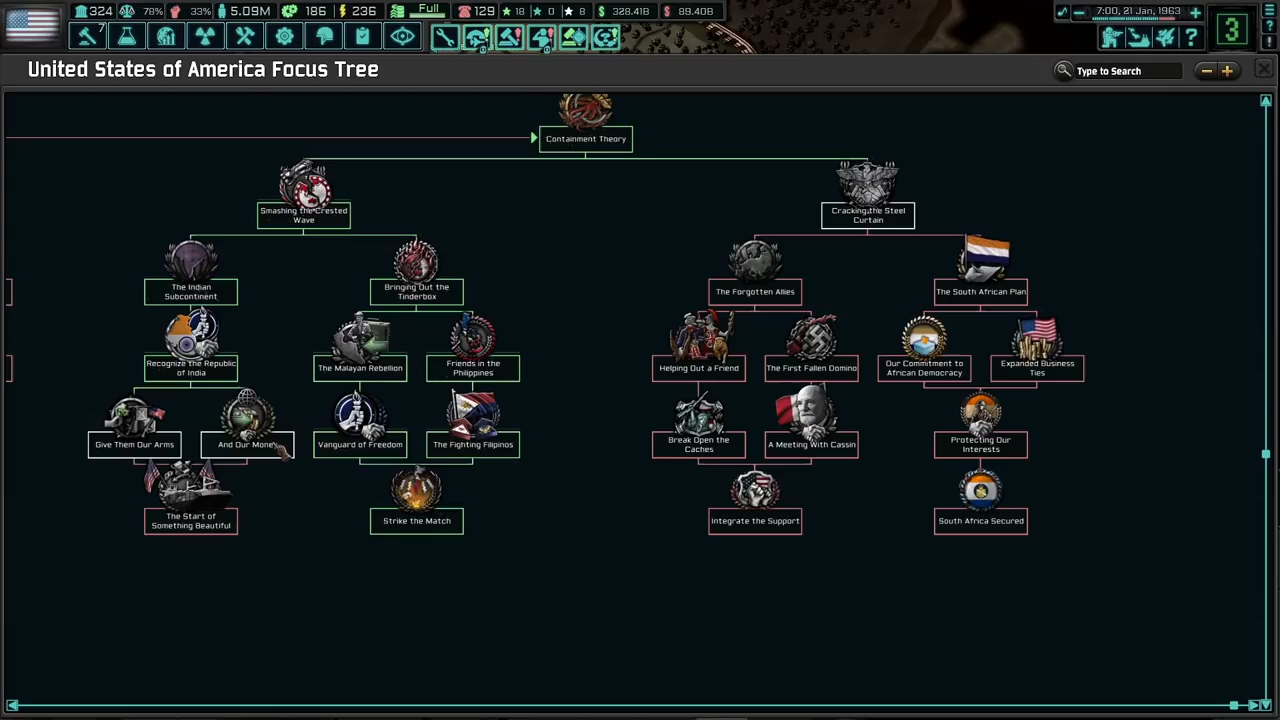 324 78% 33% 5.09M 186 236 Full 129 18 0 8 $ 328.41B $ 89.40B 7:00, 21 Jan, 1963
7
3
United States of America Focus Tree
Type to Search
Containment Theory
Smashing the Crested
Wave
Cracking the Steel
Curtain
The Indian
Subcontinent
Bringing Out the
Tinderbox
The Forgotten Allies
The South African Plan
Recognize the Republic
of India
The Malayan Rebellion
Friends in the
Philippines
Helping Out a Friend
The First Fallen Domino
Our Commitment to
African Democracy
Expanded Business
Ties
Give Them Our Arms
And Our Money
Vanguard of Freedom
The Fighting Filipinos
Break Open the
Caches
A Meeting With Cassin
Protecting Our
Interests
The Start of
Something Beautiful
Strike the Match
Integrate the Support
South Africa Secured